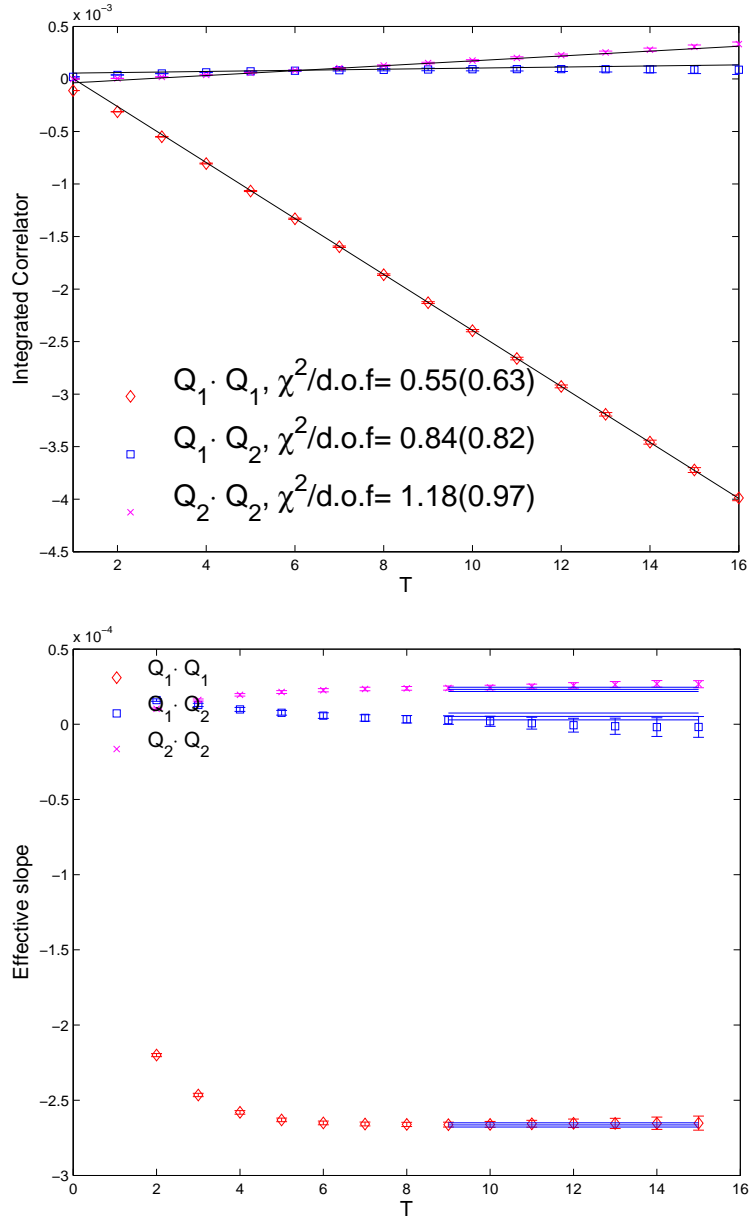 x 10⁻³
0.5
0
−0.5
−1
−1.5
−2
−2.5
−3
−3.5
−4
−4.5
Integrated Correlator
Q₁· Q₁, χ²/d.o.f= 0.55(0.63)
Q₁· Q₂, χ²/d.o.f= 0.84(0.82)
Q₂· Q₂, χ²/d.o.f= 1.18(0.97)
2 4 6 8 10 12 14 16
T
x 10⁻⁴
0.5
0
−0.5
−1
−1.5
−2
−2.5
−3
Effective slope
Q₁· Q₁
Q₁· Q₂
Q₂· Q₂
0 2 4 6 8 10 12 14 16
T